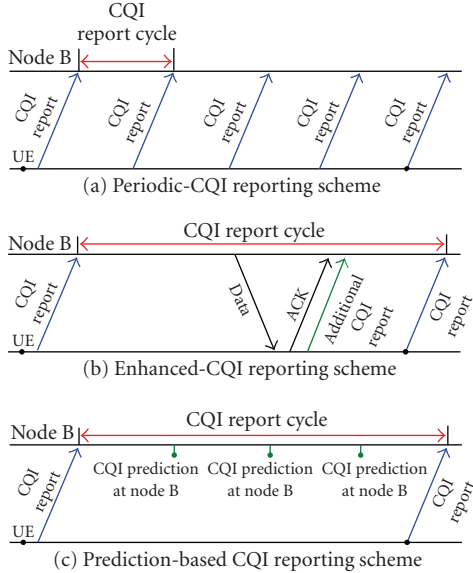 CQI
report cycle
Node B
CQI
report
CQI
report
CQI
report
CQI
report
CQI
report
UE
(a) Periodic-CQI reporting scheme
CQI report cycle
Node B
CQI
report
Data
ACK
Additional
CQI
report
CQI
report
UE
(b) Enhanced-CQI reporting scheme
CQI report cycle
Node B
CQI
report
CQI prediction
at node B
CQI prediction
at node B
CQI prediction
at node B
CQI
report
UE
(c) Prediction-based CQI reporting scheme